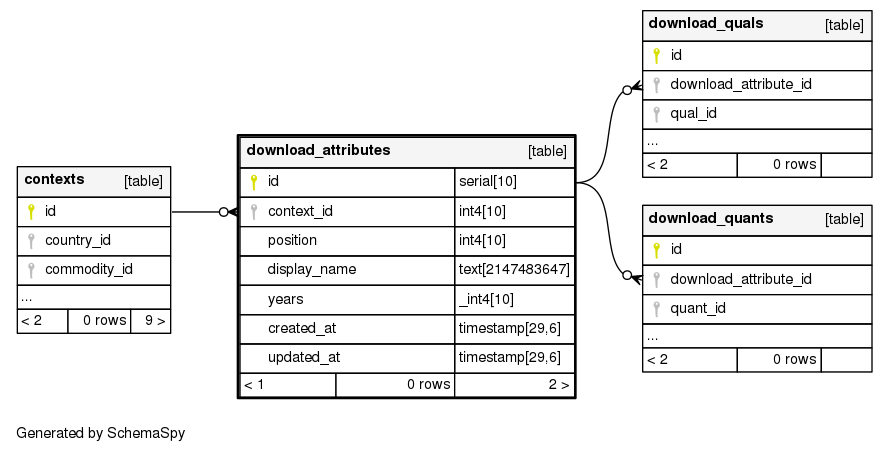 contexts [table]
id
country_id
commodity_id
...
< 2 0 rows 9 >
download_attributes [table]
id serial[10]
context_id int4[10]
position int4[10]
display_name text[2147483647]
years _int4[10]
created_at timestamp[29,6]
updated_at timestamp[29,6]
< 1 0 rows 2 >
download_quals [table]
id
download_attribute_id
qual_id
...
< 2 0 rows
download_quants [table]
id
download_attribute_id
quant_id
...
< 2 0 rows
Generated by SchemaSpy